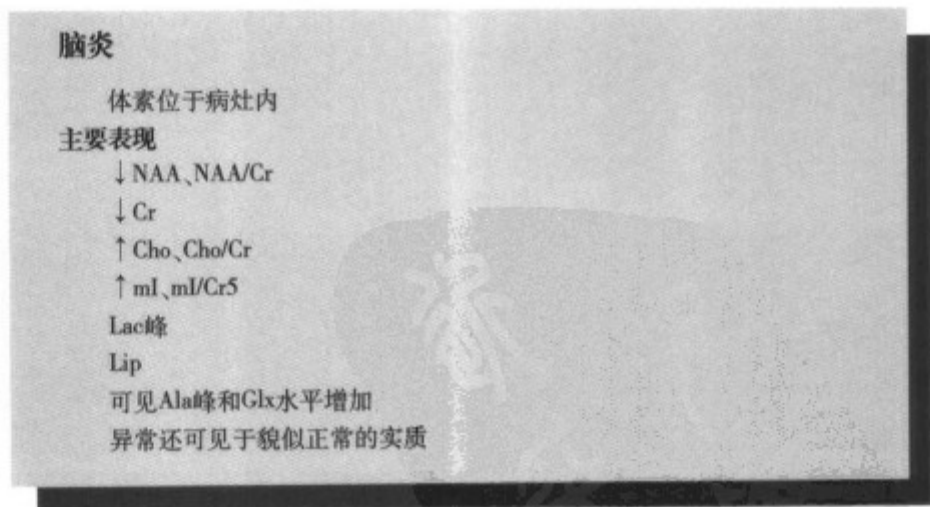 脑炎
体素位于病灶内
主要表现
↓NAA、NAA/Cr
↓Cr
↑Cho、Cho/Cr
↑mI、mI/Cr5
Lac峰
Lip
可见Ala峰和Glx水平增加
异常还可见于貌似正常的实质